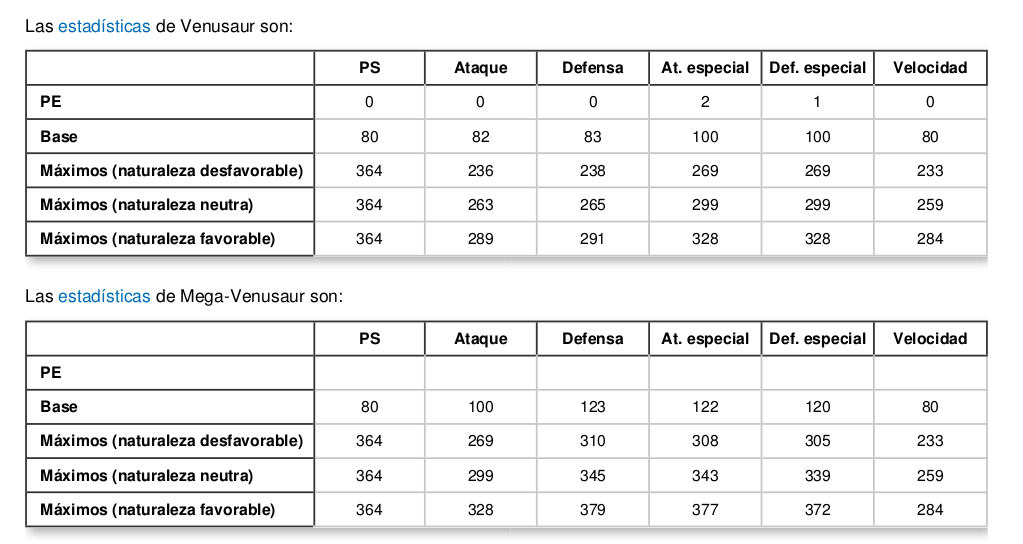 Las estadísticas de Venusaur son:
PS Ataque Defensa At. especial Def. especial Velocidad
PE 0 0 0 2 1 0
Base 80 82 83 100 100 80
Máximos (naturaleza desfavorable) 364 236 238 269 269 233
Máximos (naturaleza neutra) 364 263 265 299 299 259
Máximos (naturaleza favorable) 364 289 291 328 328 284
Las estadísticas de Mega-Venusaur son:
PS Ataque Defensa At. especial Def. especial Velocidad
PE
Base 80 100 123 122 120 80
Máximos (naturaleza desfavorable) 364 269 310 308 305 233
Máximos (naturaleza neutra) 364 299 345 343 339 259
Máximos (naturaleza favorable) 364 328 379 377 372 284